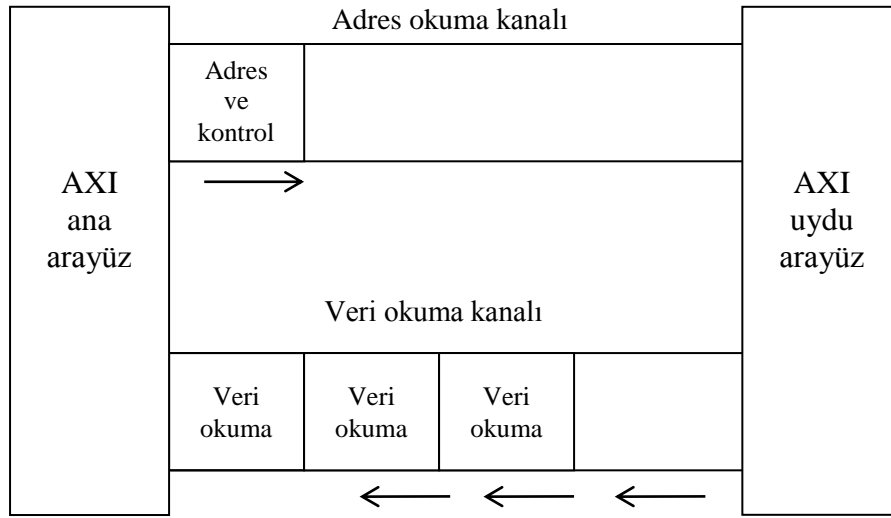 Adres okuma kanalı
Adres
ve
kontrol
AXI
ana
arayüz
AXI
uydu
arayüz
Veri okuma kanalı
Veri
okuma
Veri
okuma
Veri
okuma